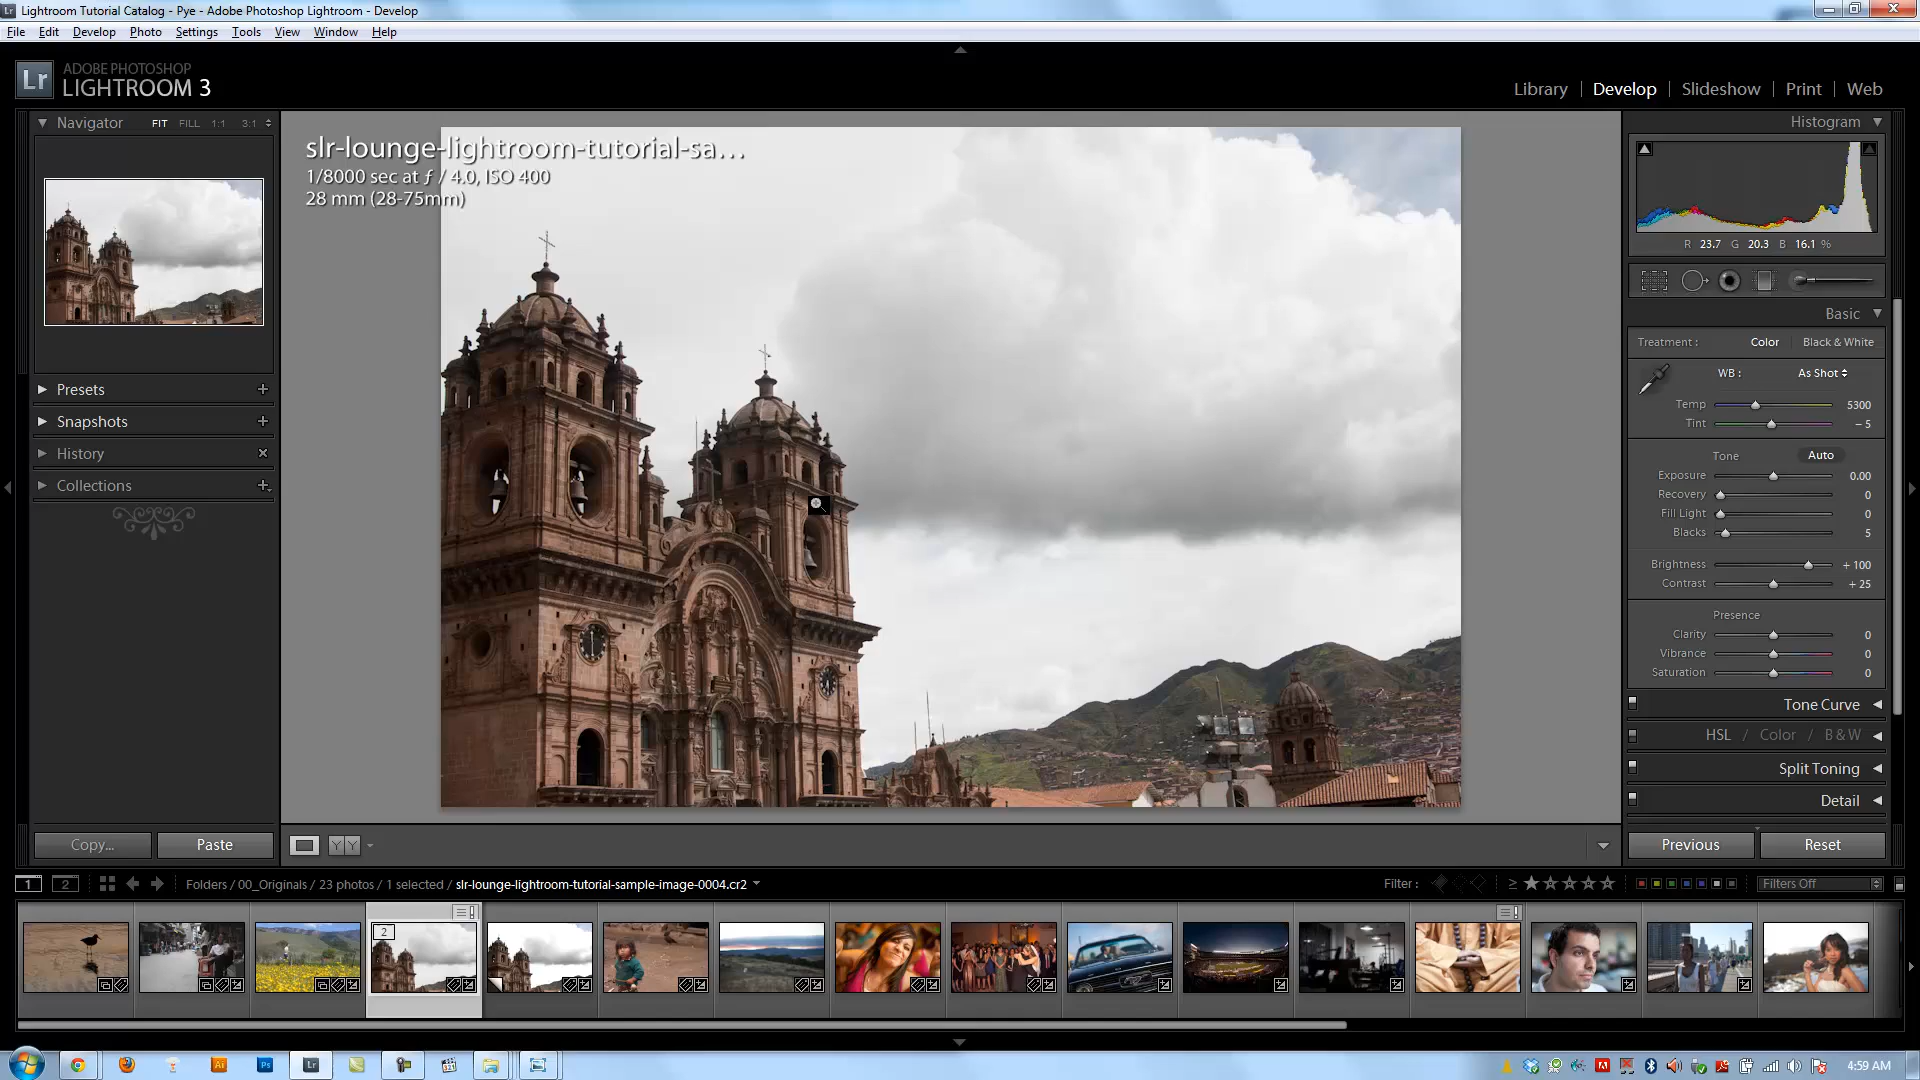 Lightroom Tutorial Catalog - Pye - Adobe Photoshop Lightroom - Develop
File Edit Develop Photo Settings Tools View Window Help
Lr ADOBE PHOTOSHOP
LIGHTROOM 3
Library | Develop | Slideshow | Print | Web
Navigator FIT FILL 1:1 3:1
Presets
Snapshots
History
Collections
Copy... Paste
slr-lounge-lightroom-tutorial-sa...
1/8000 sec at ƒ / 4.0, ISO 400
28 mm (28-75mm)
Histogram
R 23.7 G 20.3 B 16.1 %
Basic
Treatment : Color Black & White
WB : As Shot
Temp 5300
Tint – 5
Tone Auto
Exposure 0.00
Recovery 0
Fill Light 0
Blacks 5
Brightness + 100
Contrast + 25
Presence
Clarity 0
Vibrance 0
Saturation 0
Tone Curve
HSL / Color / B & W
Split Toning
Detail
Previous Reset
1 2 Folders / 00_Originals / 23 photos / 1 selected / slr-lounge-lightroom-tutorial-sample-image-0004.cr2
Filter : ≥ Filters Off
2
Ai Ps Lr
4:59 AM